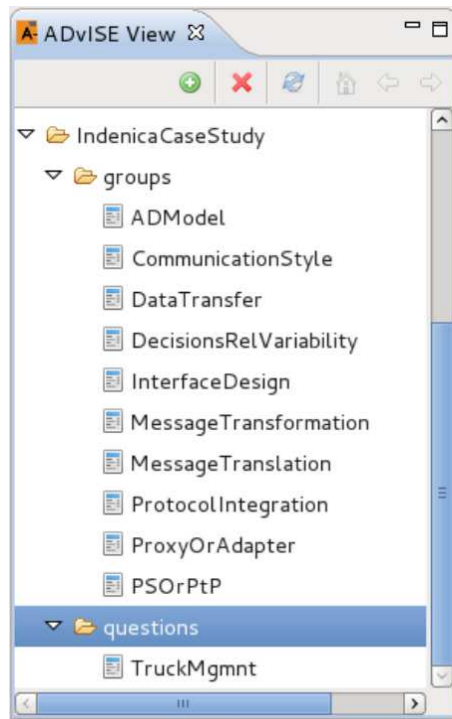 A- ADvISE View
IndenicaCaseStudy
groups
ADModel
CommunicationStyle
DataTransfer
DecisionsRelVariability
InterfaceDesign
MessageTransformation
MessageTranslation
ProtocolIntegration
ProxyOrAdapter
PSOrPtP
questions
TruckMgmnt